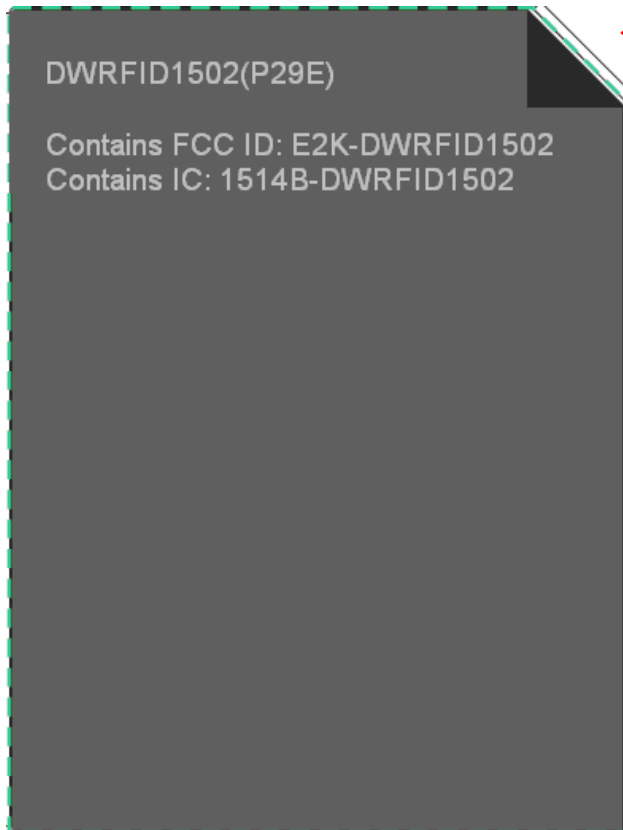 DWRFID1502(P29E)
Contains FCC ID: E2K-DWRFID1502
Contains IC: 1514B-DWRFID1502